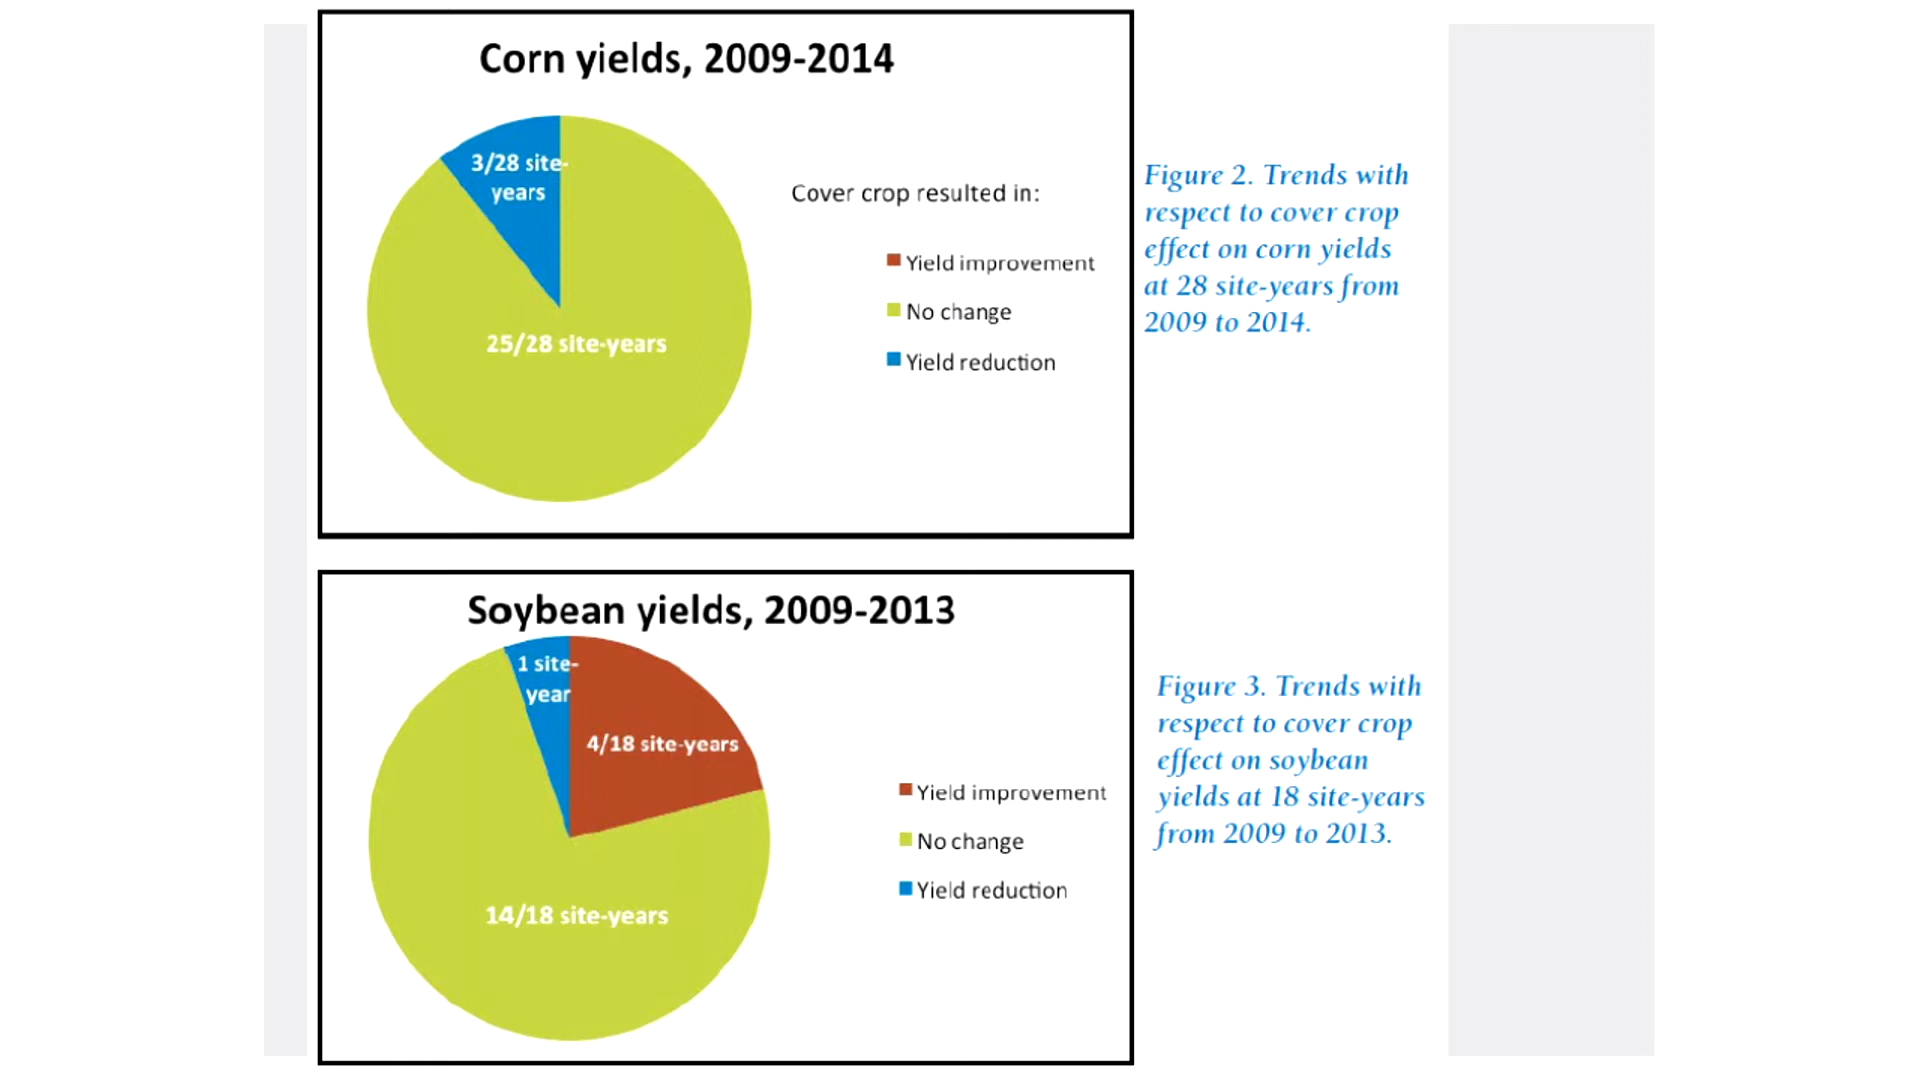 Corn yields, 2009-2014
3/28 site-
years
25/28 site-years
Cover crop resulted in:
Yield improvement
No change
Yield reduction
Figure 2. Trends with
respect to cover crop
effect on corn yields
at 28 site-years from
2009 to 2014.
Soybean yields, 2009-2013
1 site-
year
4/18 site-years
14/18 site-years
Yield improvement
No change
Yield reduction
Figure 3. Trends with
respect to cover crop
effect on soybean
yields at 18 site-years
from 2009 to 2013.